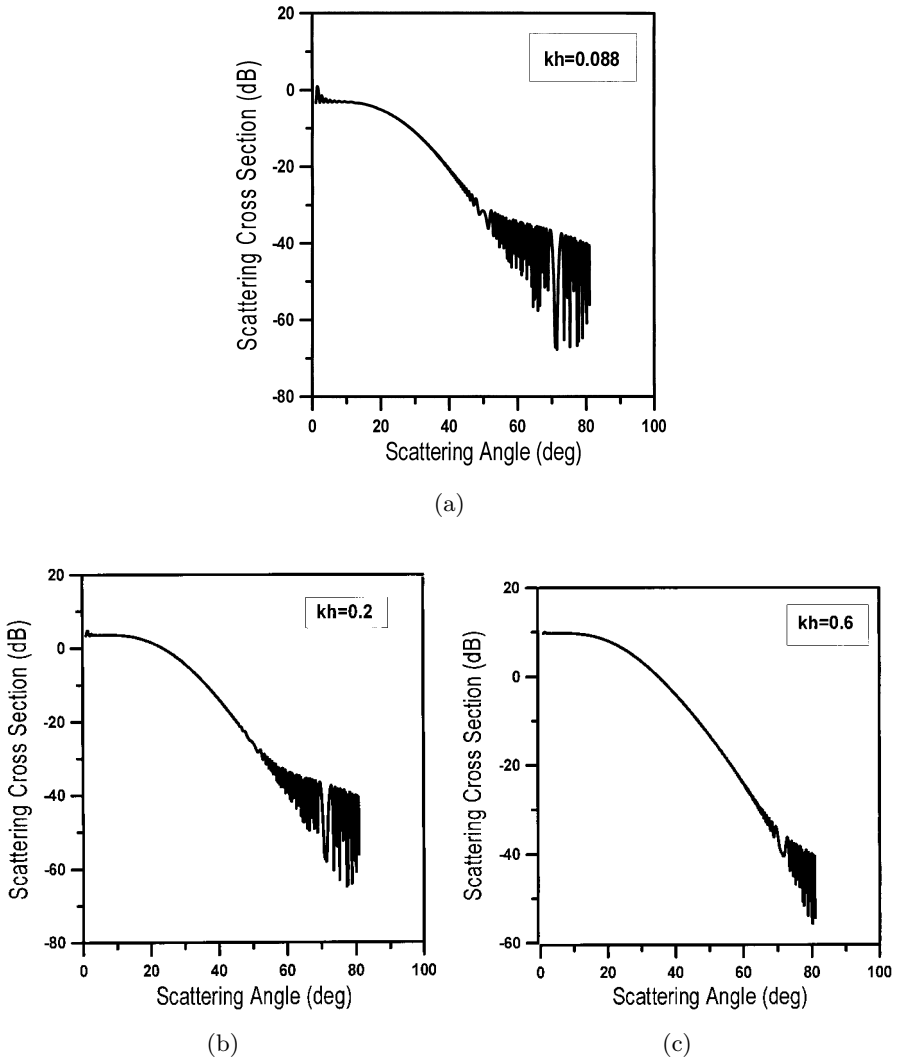 20
0
-20
-40
-60
-80
Scattering Cross Section (dB)
kh=0.088
0 20 40 60 80 100
Scattering Angle (deg)
(a)
20
0
-20
-40
-60
-80
Scattering Cross Section (dB)
kh=0.2
0 20 40 60 80 100
Scattering Angle (deg)
(b)
20
0
-20
-40
-60
Scattering Cross Section (dB)
kh=0.6
0 20 40 60 80 100
Scattering Angle (deg)
(c)